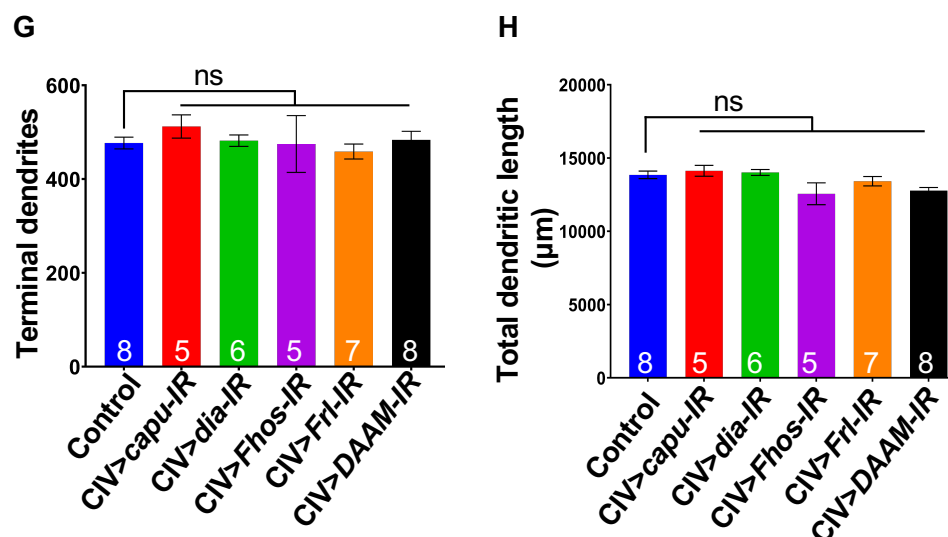 G
Terminal dendrites
600
400
200
0
ns
8
5
6
5
7
8
Control
CIV>capu-IR
CIV>dia-IR
CIV>Fhos-IR
CIV>Frl-IR
CIV>DAAM-IR
H
Total dendritic length
(µm)
20000
15000
10000
5000
0
ns
8
5
6
5
7
8
Control
CIV>capu-IR
CIV>dia-IR
CIV>Fhos-IR
CIV>Frl-IR
CIV>DAAM-IR